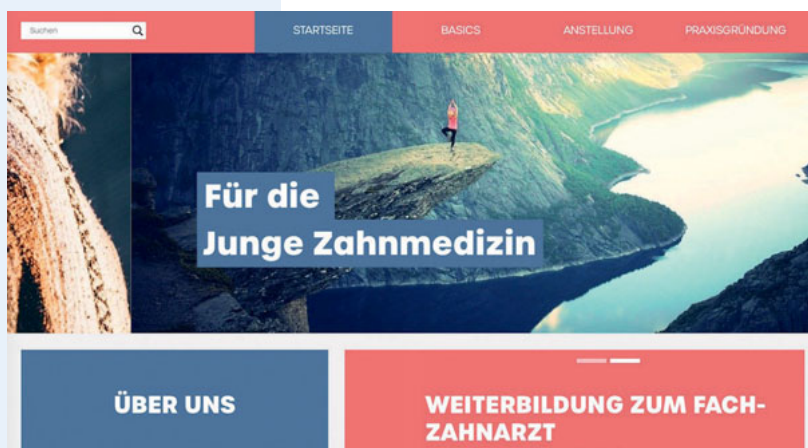 Suchen
STARTSEITE
BASICS
ANSTELLUNG
PRAXISGRÜNDUNG
Für die
Junge Zahnmedizin
ÜBER UNS
WEITERBILDUNG ZUM FACH-
ZAHNARZT